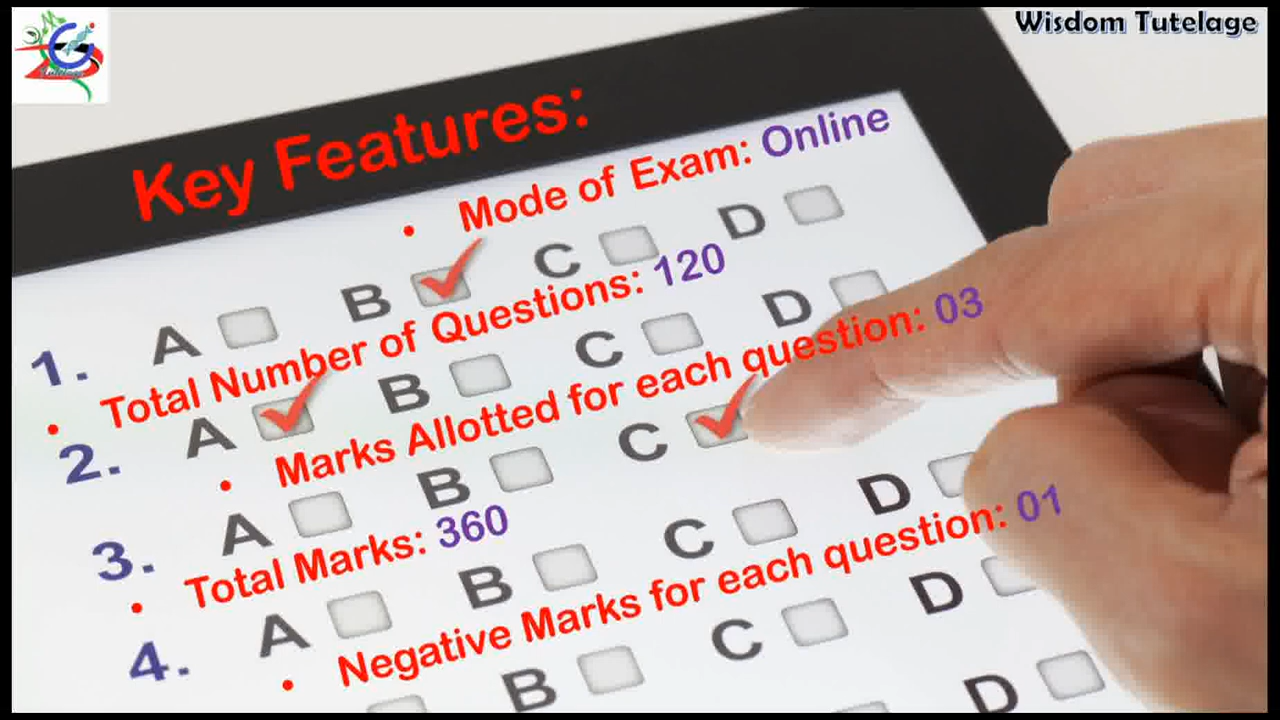 Wisdom Tutelage
Tutelage
Key Features:
• Mode of Exam: Online
1. A B C D
• Total Number of Questions: 120
2. A B C D
• Marks Allotted for each question: 03
3. A B C D
• Total Marks: 360
4. A B C D
• Negative Marks for each question: 01
B D